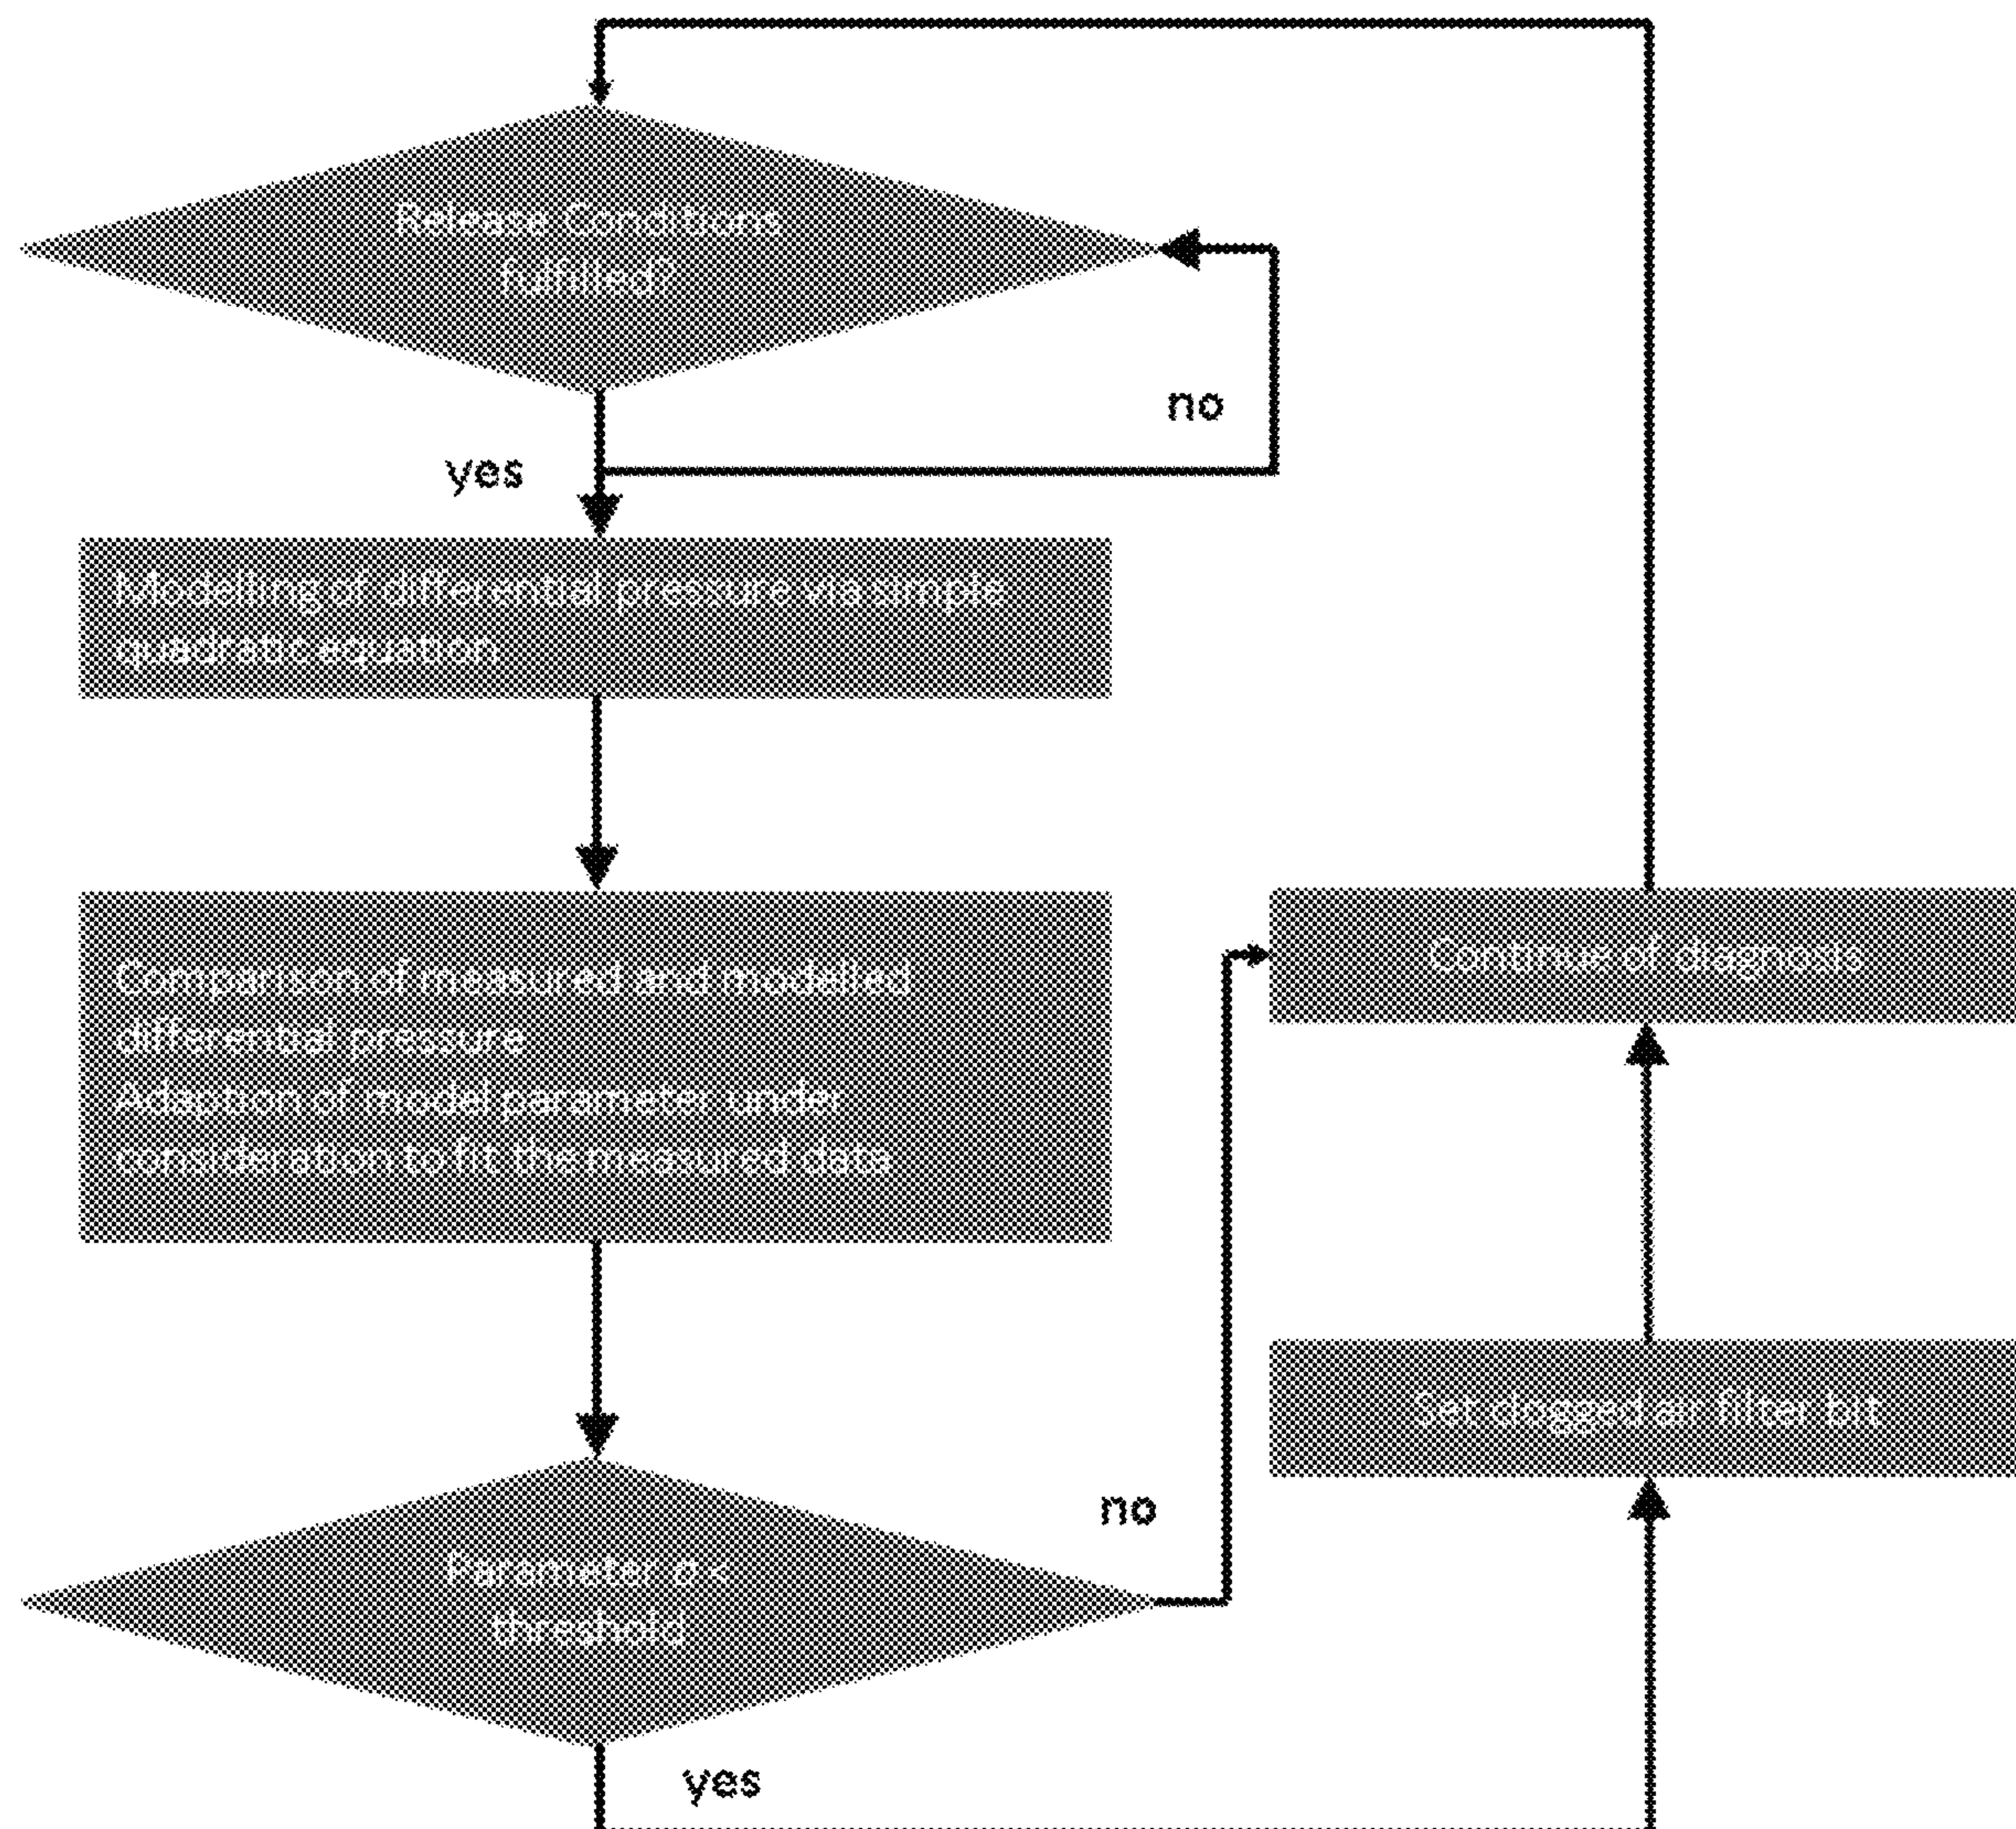 Release Conditions
fulfilled?
no
yes
Modelling of differential pressure via simple
quadratic equation
Comparison of measured and modelled
differential pressure
Adaption of model parameter under
consideration to fit the measured data
Continue of diagnosis
Set clogged air filter bit
no
Parameter a <
threshold
yes